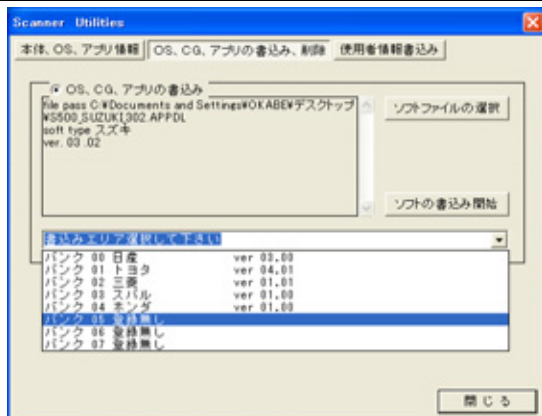 Scanner Utilities
本体、OS、アプリ情報
OS、CG、アプリの書込み、削除
使用者情報書込み
OS、CG、アプリの書込み
file pass C:¥Documents and Settings¥OKABE¥デスクトップ
¥S500_SUZUKI_302.APPDL
soft type スズキ
ver. 03 .02
ソフトファイルの選択
ソフトの書込み開始
書込みエリア選択して下さい
バンク 00 日産 ver 03.00
バンク 01 トヨタ ver 04.01
バンク 02 三菱 ver 01.01
バンク 03 スバル ver 01.00
バンク 04 ホンダ ver 01.00
バンク 05 登録無し
バンク 06 登録無し
バンク 07 登録無し
閉じる